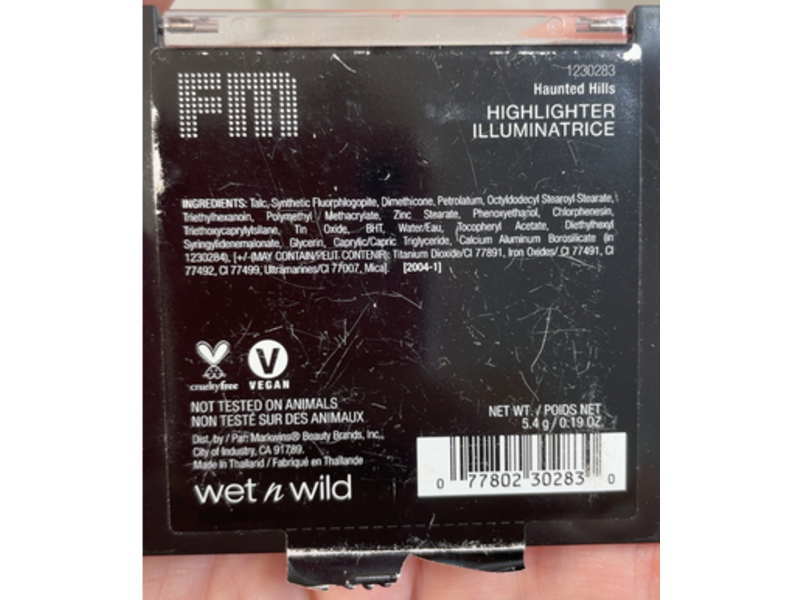 FM
1230283
Haunted Hills
HIGHLIGHTER
ILLUMINATRICE
INGREDIENTS: Talc, Synthetic Fluorphlogopite, Dimethicone, Petrolatum, Octyldodecyl Stearoyl Stearate,
Triethylhexanoin, Polymethyl Methacrylate, Zinc Stearate, Phenoxyethanol, Chlorphenesin,
Triethoxycaprylylsilane, Tin Oxide, BHT, Water/Eau, Tocopheryl Acetate, Diethylhexyl
Syringylidenemalonate, Glycerin, Caprylic/Capric Triglyceride, Calcium Aluminum Borosilicate (in
1230284), [+/-(MAY CONTAIN/PEUT CONTENIR): Titanium Dioxide/CI 77891, Iron Oxides/ CI 77491, CI
77492, CI 77499, Ultramarines/CI 77007, Mica]. [2004-1]
crueltyfree
V
VEGAN
NOT TESTED ON ANIMALS
NON TESTÉ SUR DES ANIMAUX
Dist. by / Par: Markwins® Beauty Brands, Inc.,
City of Industry, CA 91789.
Made in Thailand / Fabriqué en Thaïlande
wet n wild
NET WT. / POIDS NET
5.4 g / 0.19 OZ.
0 77802 30283 0